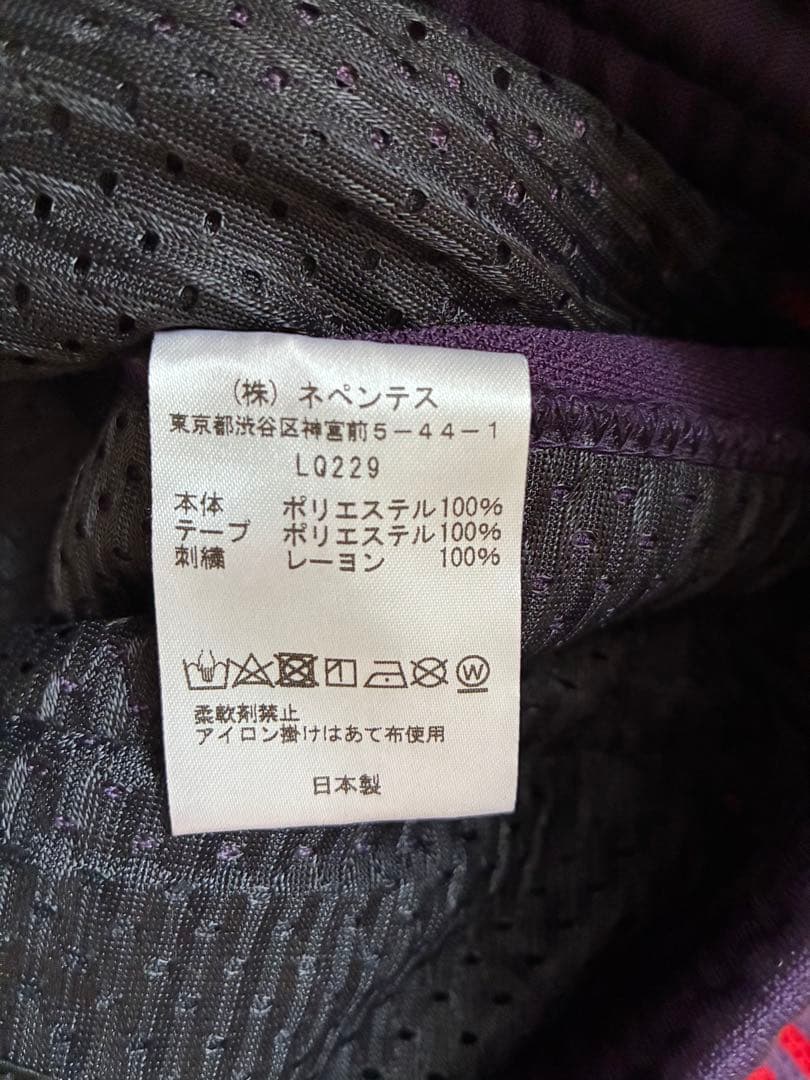 (株) ネペンテス
東京都渋谷区神宮前5-44-1
LQ229
本体 ポリエステル100%
テープ ポリエステル100%
刺繍 レーヨン 100%
W
柔軟剤禁止
アイロン掛けはあて布使用
日本製